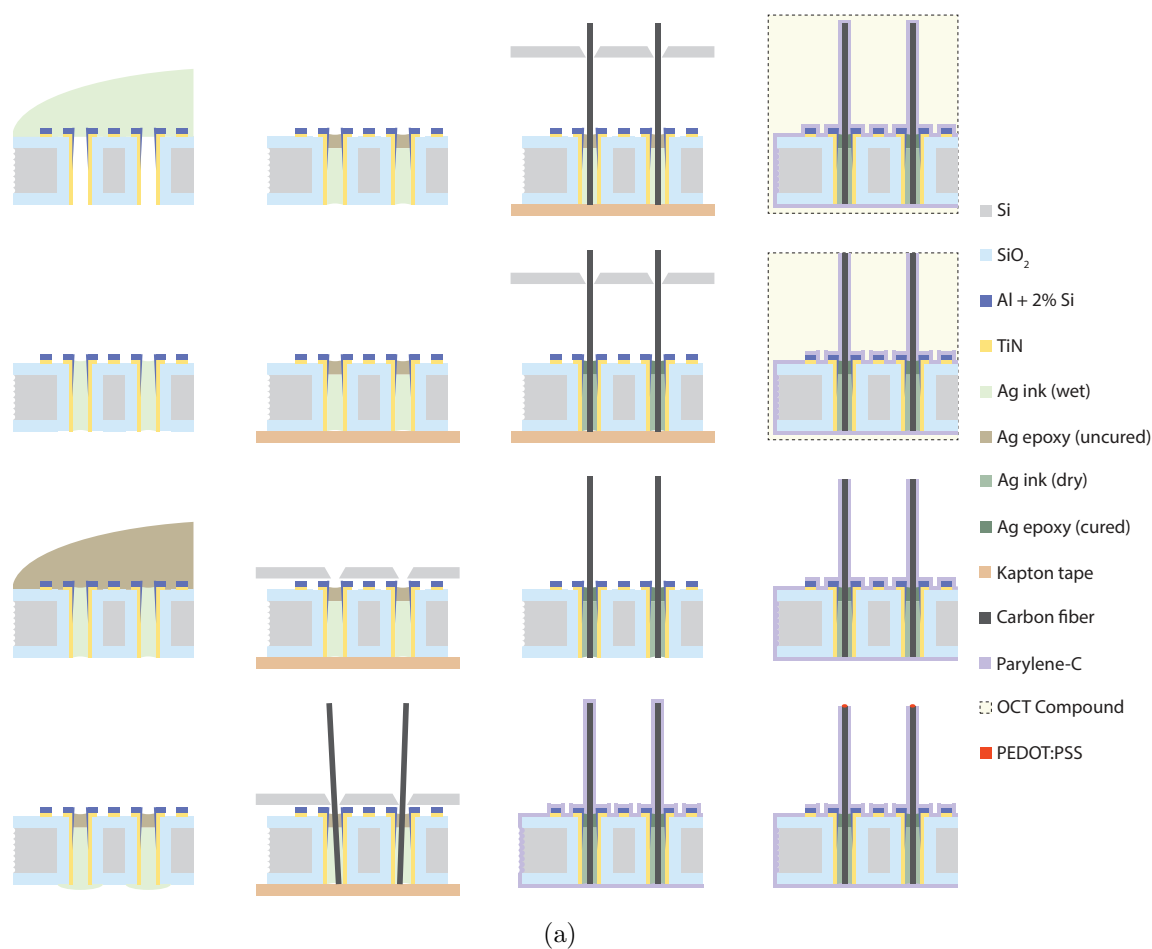 Si
SiO₂
Al + 2% Si
TiN
Ag ink (wet)
Ag epoxy (uncured)
Ag ink (dry)
Ag epoxy (cured)
Kapton tape
Carbon fiber
Parylene-C
OCT Compound
PEDOT:PSS
(a)